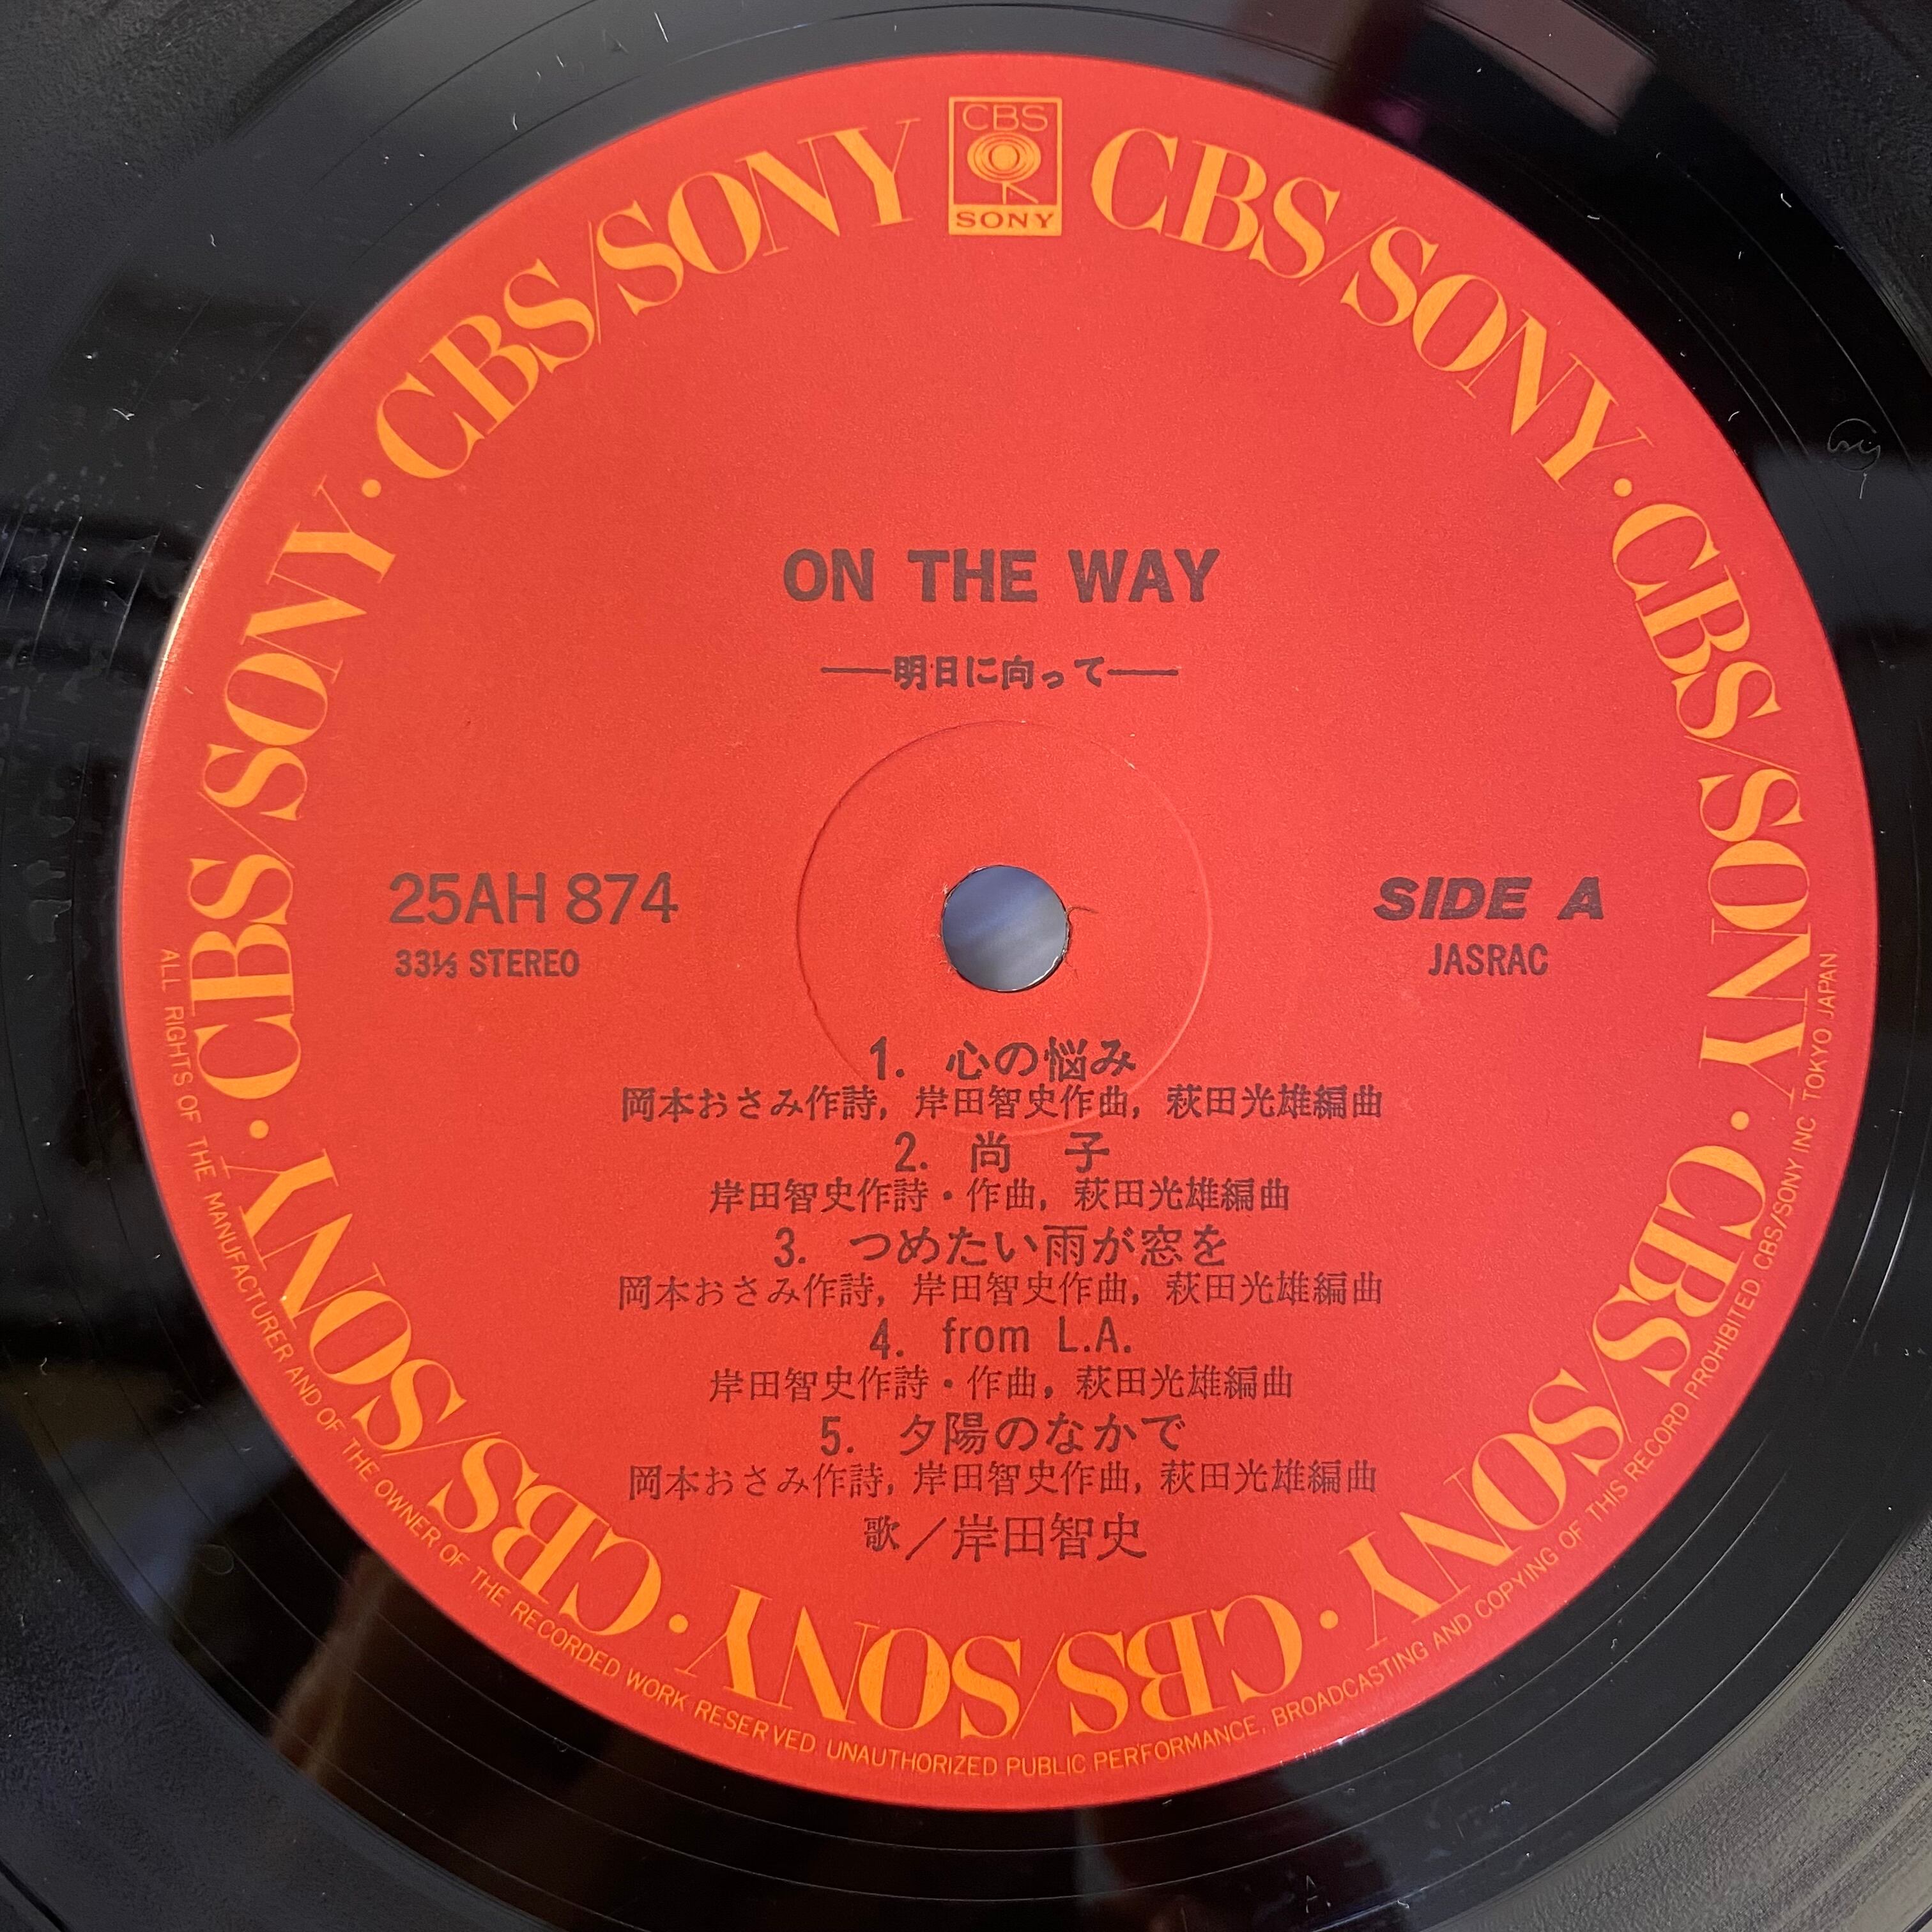 CBS
SONY
CBS/SONY · CBS/SONY · CBS/SONY · CBS/SONY · CBS/SONY · CBS/SONY · CBS/SONY · CBS/SONY
ON THE WAY
——明日に向って——
25AH 874
33⅓ STEREO
SIDE A
JASRAC
1. 心の悩み
岡本おさみ作詩, 岸田智史作曲, 萩田光雄編曲
2. 尚 子
岸田智史作詩・作曲, 萩田光雄編曲
3. つめたい雨が窓を
岡本おさみ作詩, 岸田智史作曲, 萩田光雄編曲
4. from L.A.
岸田智史作詩・作曲, 萩田光雄編曲
5. 夕陽のなかで
岡本おさみ作詩, 岸田智史作曲, 萩田光雄編曲
歌／岸田智史
ALL RIGHTS OF THE MANUFACTURER AND OF THE OWNER OF THE RECORDED WORK RESERVED. UNAUTHORIZED PUBLIC PERFORMANCE, BROADCASTING AND COPYING OF THIS RECORD PROHIBITED. CBS/SONY INC. TOKYO JAPAN